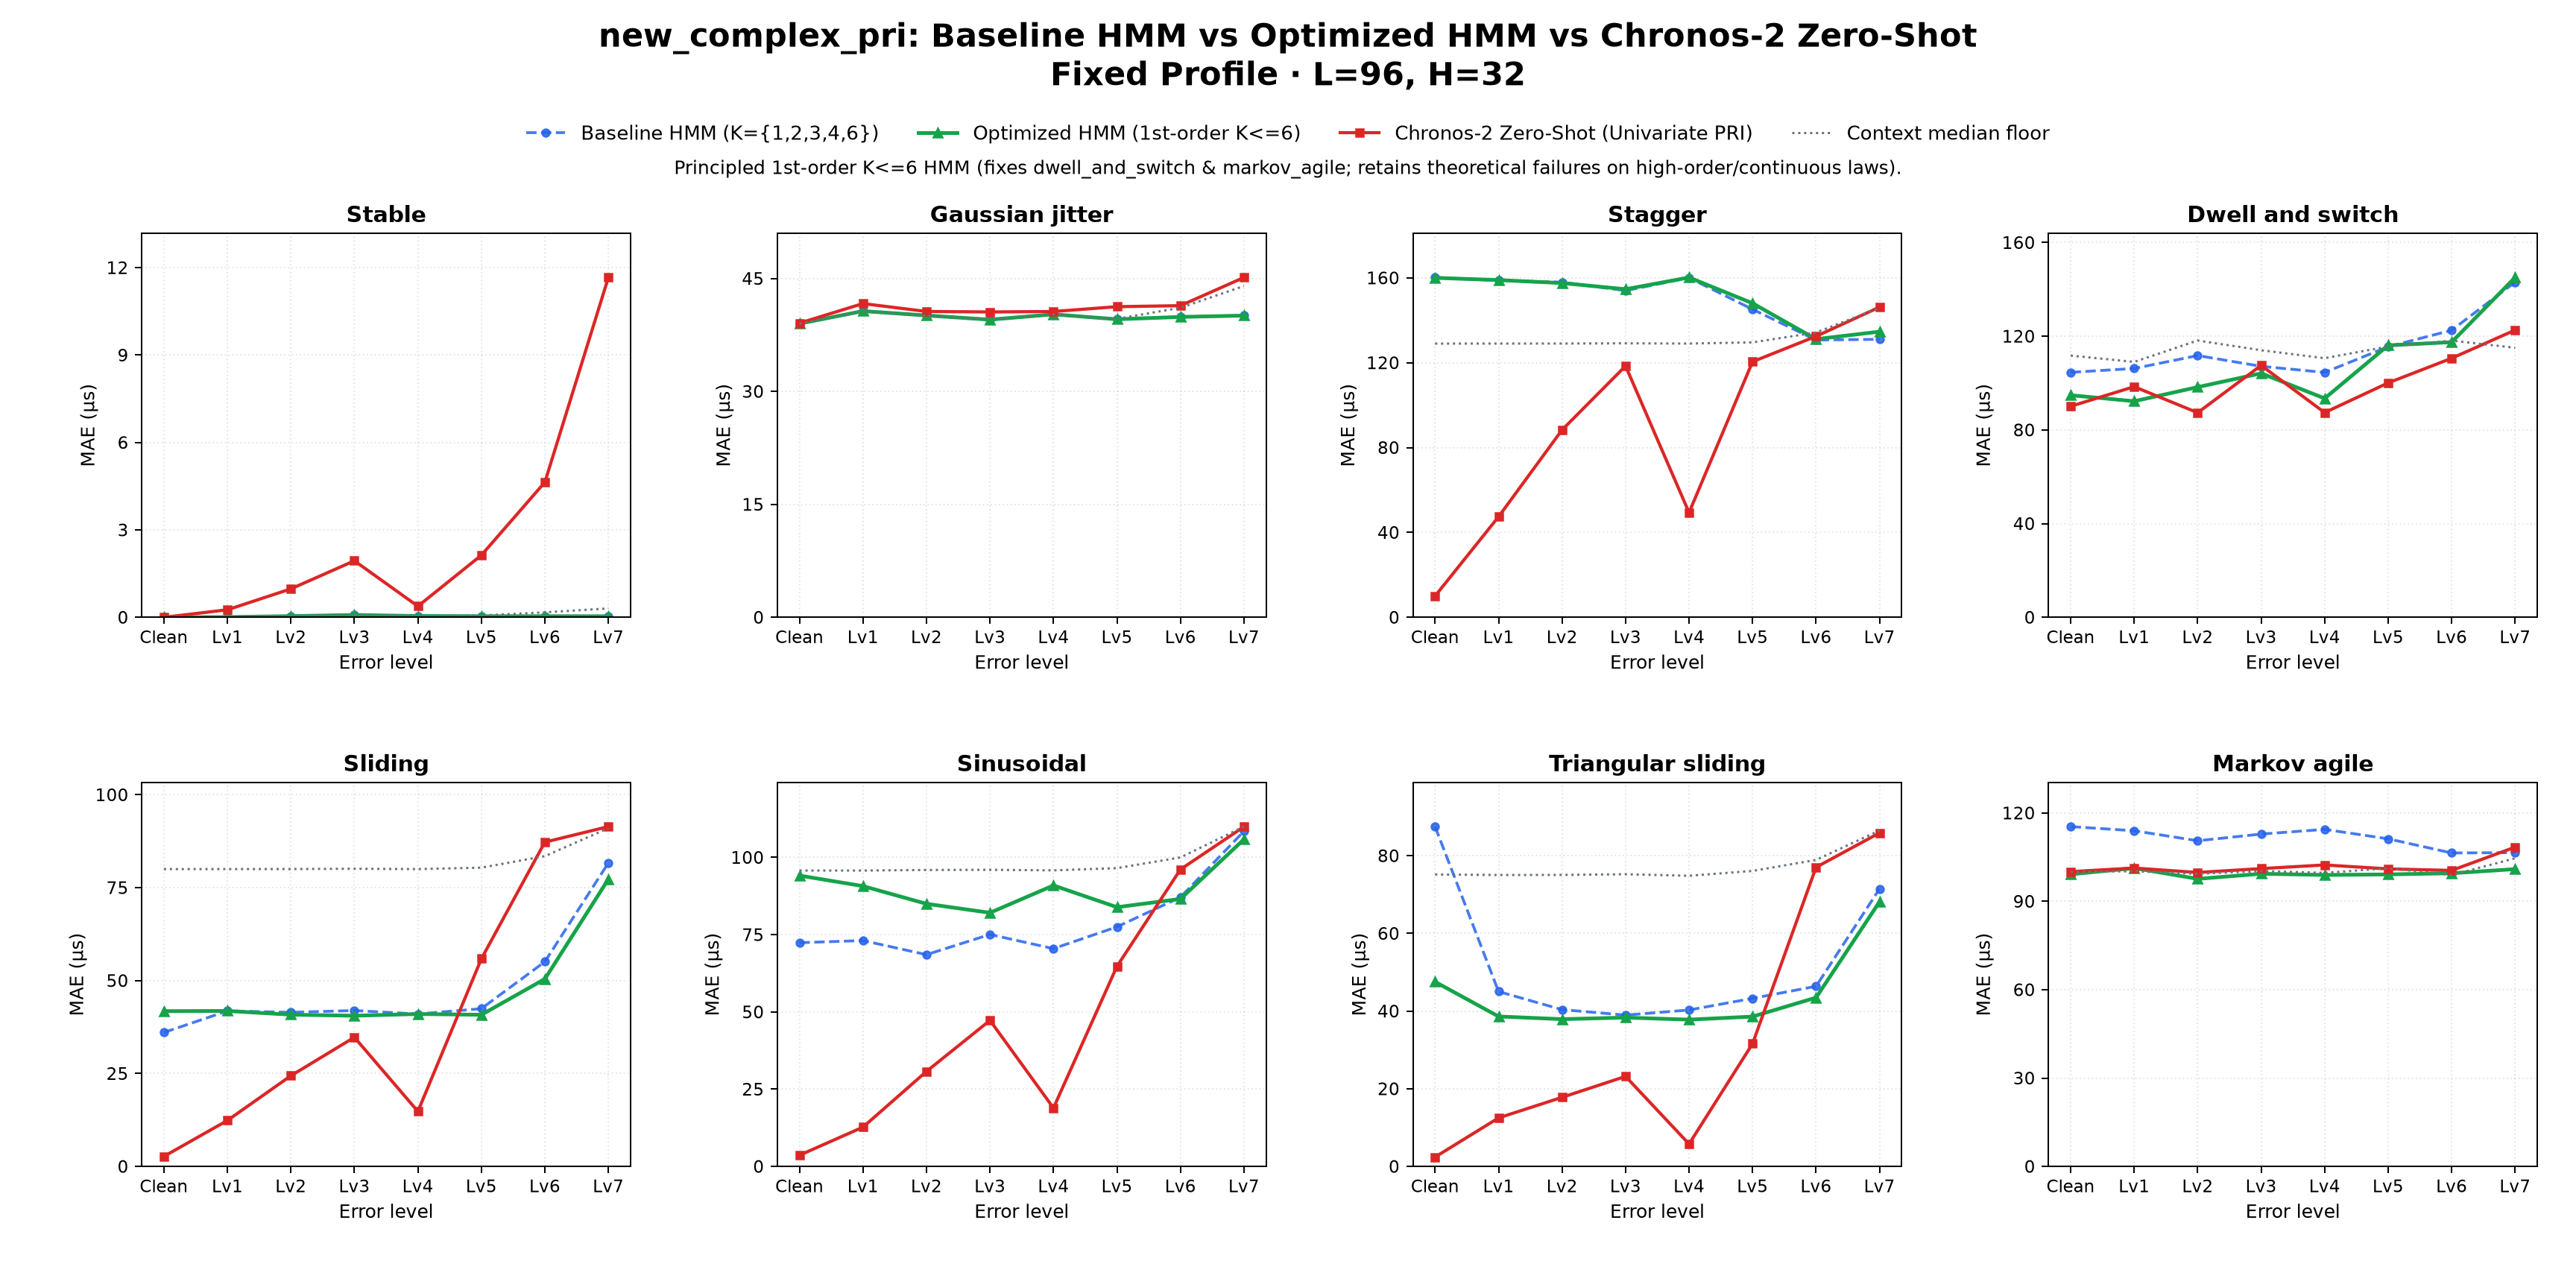 new_complex_pri: Baseline HMM vs Optimized HMM vs Chronos-2 Zero-Shot
Fixed Profile · L=96, H=32
Baseline HMM (K={1,2,3,4,6}) Optimized HMM (1st-order K<=6) Chronos-2 Zero-Shot (Univariate PRI) Context median floor
Principled 1st-order K<=6 HMM (fixes dwell_and_switch & markov_agile; retains theoretical failures on high-order/continuous laws).
Stable
12
9
6
3
0
MAE (µs)
Clean Lv1 Lv2 Lv3 Lv4 Lv5 Lv6 Lv7
Error level
Gaussian jitter
45
30
15
0
MAE (µs)
Clean Lv1 Lv2 Lv3 Lv4 Lv5 Lv6 Lv7
Error level
Stagger
160
120
80
40
0
MAE (µs)
Clean Lv1 Lv2 Lv3 Lv4 Lv5 Lv6 Lv7
Error level
Dwell and switch
160
120
80
40
0
MAE (µs)
Clean Lv1 Lv2 Lv3 Lv4 Lv5 Lv6 Lv7
Error level
Sliding
100
75
50
25
0
MAE (µs)
Clean Lv1 Lv2 Lv3 Lv4 Lv5 Lv6 Lv7
Error level
Sinusoidal
100
75
50
25
0
MAE (µs)
Clean Lv1 Lv2 Lv3 Lv4 Lv5 Lv6 Lv7
Error level
Triangular sliding
80
60
40
20
0
MAE (µs)
Clean Lv1 Lv2 Lv3 Lv4 Lv5 Lv6 Lv7
Error level
Markov agile
120
90
60
30
0
MAE (µs)
Clean Lv1 Lv2 Lv3 Lv4 Lv5 Lv6 Lv7
Error level